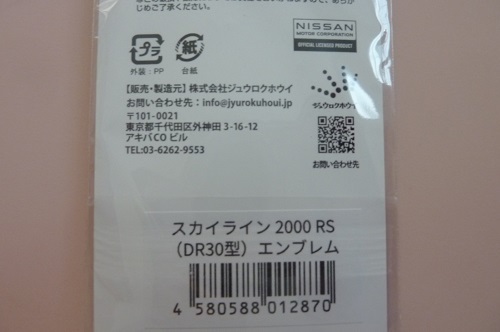 じめご了承ください。
NISSAN
MOTOR CORPORATION
OFFICIAL LICENSED PRODUCT
プラ
紙
外装：PP
台紙
【販売・製造元】株式会社ジュウロクホウイ
お問い合わせ先：info@jyurokuhoui.jp
〒101-0021
東京都千代田区外神田 3-16-12
アキバCO ビル
TEL:03-6262-9553
ジュウロクホウイ
お問い合わせ
スカイライン 2000 RS
（DR30型）エンブレム
4 580588 012870